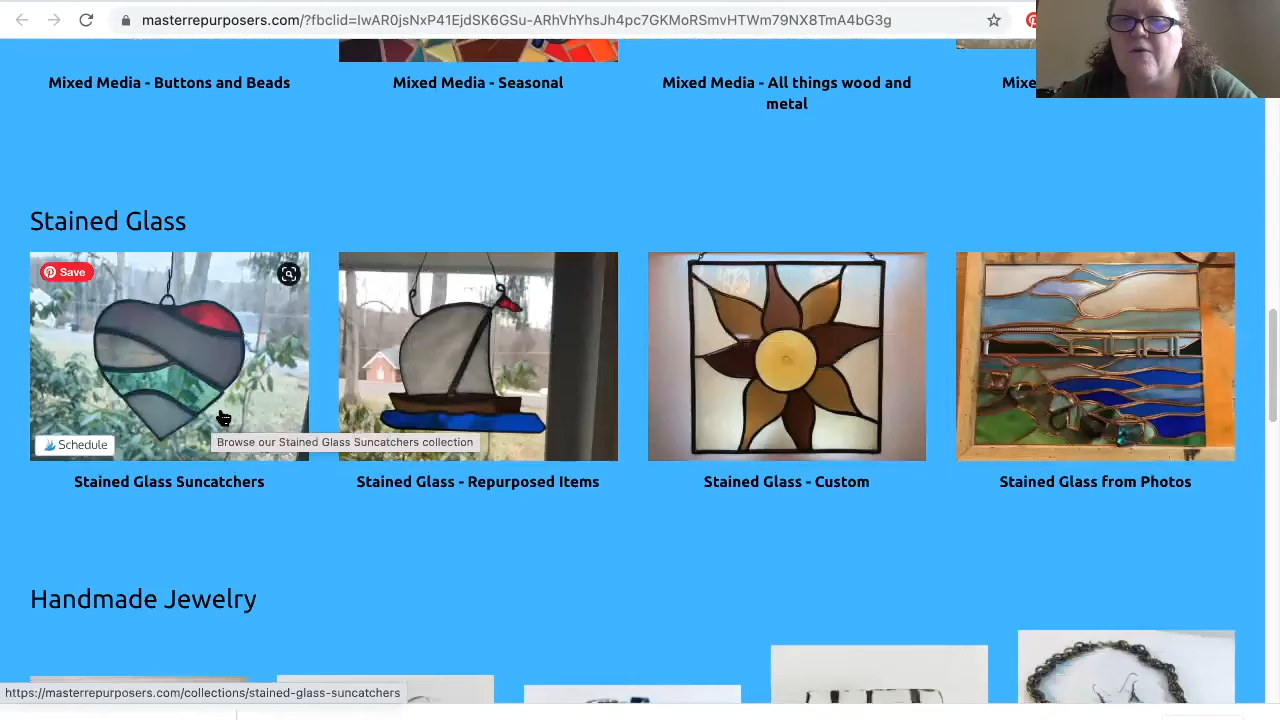 masterrepurposers.com/?fbclid=IwAR0jsNxP41EjdSK6GSu-ARhVhYhsJh4pc7GKMoRSmvHTWm79NX8TmA4bG3g
Mixed Media - Buttons and Beads
Mixed Media - Seasonal
Mixed Media - All things wood and
metal
Mixe
Stained Glass
Save
Schedule
Browse our Stained Glass Suncatchers collection
Stained Glass Suncatchers
Stained Glass - Repurposed Items
Stained Glass - Custom
Stained Glass from Photos
Handmade Jewelry
https://masterrepurposers.com/collections/stained-glass-suncatchers